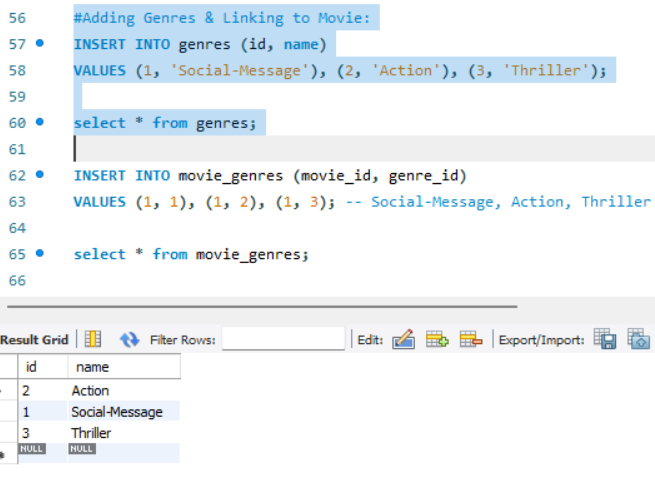 56 #Adding Genres & Linking to Movie:
57 INSERT INTO genres (id, name)
58 VALUES (1, 'Social-Message'), (2, 'Action'), (3, 'Thriller');
59
60 select * from genres;
61
62 INSERT INTO movie_genres (movie_id, genre_id)
63 VALUES (1, 1), (1, 2), (1, 3); -- Social-Message, Action, Thriller
64
65 select * from movie_genres;
66
Result Grid Filter Rows: Edit: Export/Import:
id name
2 Action
1 Social-Message
3 Thriller
NULL NULL